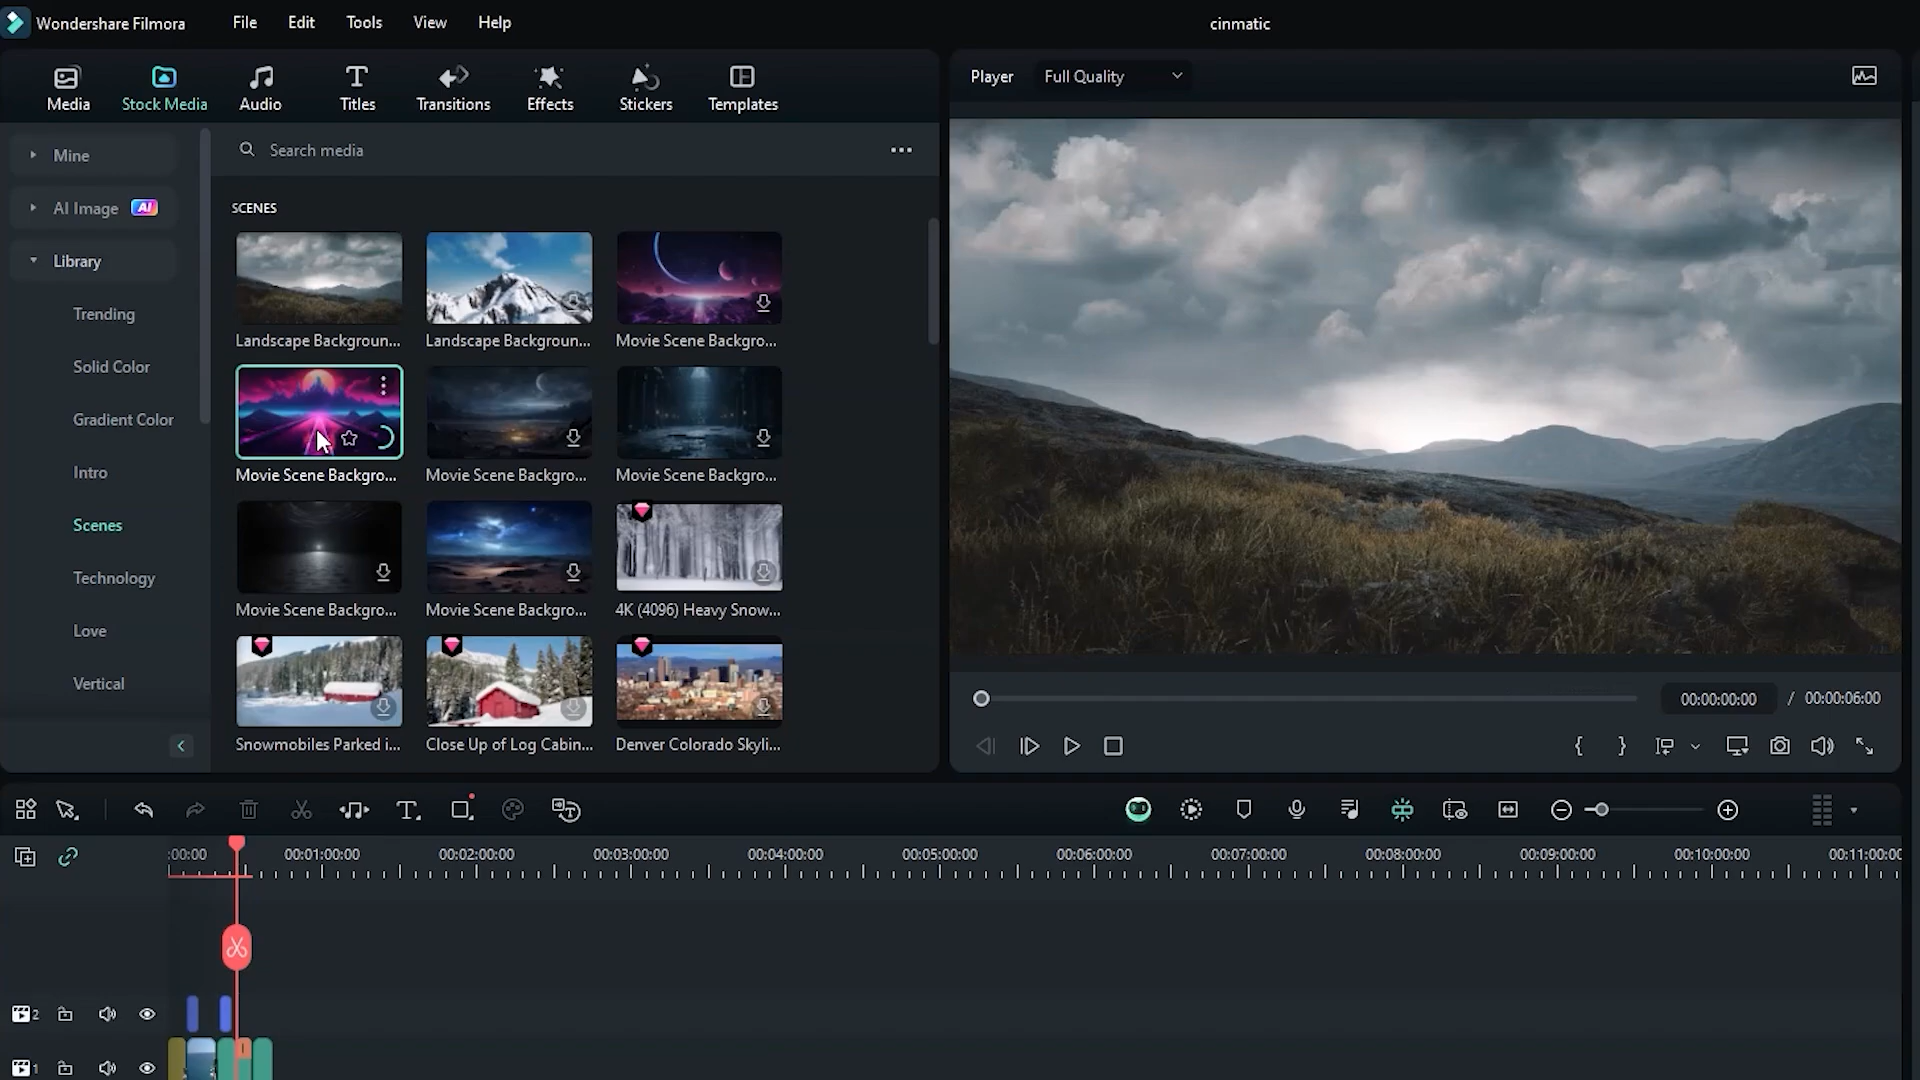 Wondershare Filmora File Edit Tools View Help cinmatic
Media Stock Media Audio Titles Transitions Effects Stickers Templates
Player Full Quality
Mine
AI Image AI
Library
Trending
Solid Color
Gradient Color
Intro
Scenes
Technology
Love
Vertical
Search media
SCENES
Landscape Backgroun... Landscape Backgroun... Movie Scene Backgro...
Movie Scene Backgro... Movie Scene Backgro... Movie Scene Backgro...
Movie Scene Backgro... Movie Scene Backgro... 4K (4096) Heavy Snow...
Snowmobiles Parked i... Close Up of Log Cabin... Denver Colorado Skyli...
00:00:00:00 / 00:00:06:00
:00:00 00:01:00:00 00:02:00:00 00:03:00:00 00:04:00:00 00:05:00:00 00:06:00:00 00:07:00:00 00:08:00:00 00:09:00:00 00:10:00:00 00:11:00:00
2
1